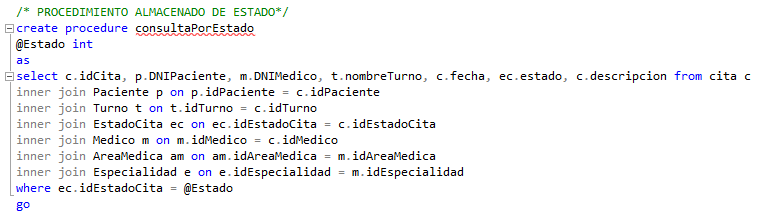 /* PROCEDIMIENTO ALMACENADO DE ESTADO*/
create procedure consultaPorEstado
@Estado int
as
select c.idCita, p.DNIPaciente, m.DNIMedico, t.nombreTurno, c.fecha, ec.estado, c.descripcion from cita c
inner join Paciente p on p.idPaciente = c.idPaciente
inner join Turno t on t.idTurno = c.idTurno
inner join EstadoCita ec on ec.idEstadoCita = c.idEstadoCita
inner join Medico m on m.idMedico = c.idMedico
inner join AreaMedica am on am.idAreaMedica = m.idAreaMedica
inner join Especialidad e on e.idEspecialidad = m.idEspecialidad
where ec.idEstadoCita = @Estado
go